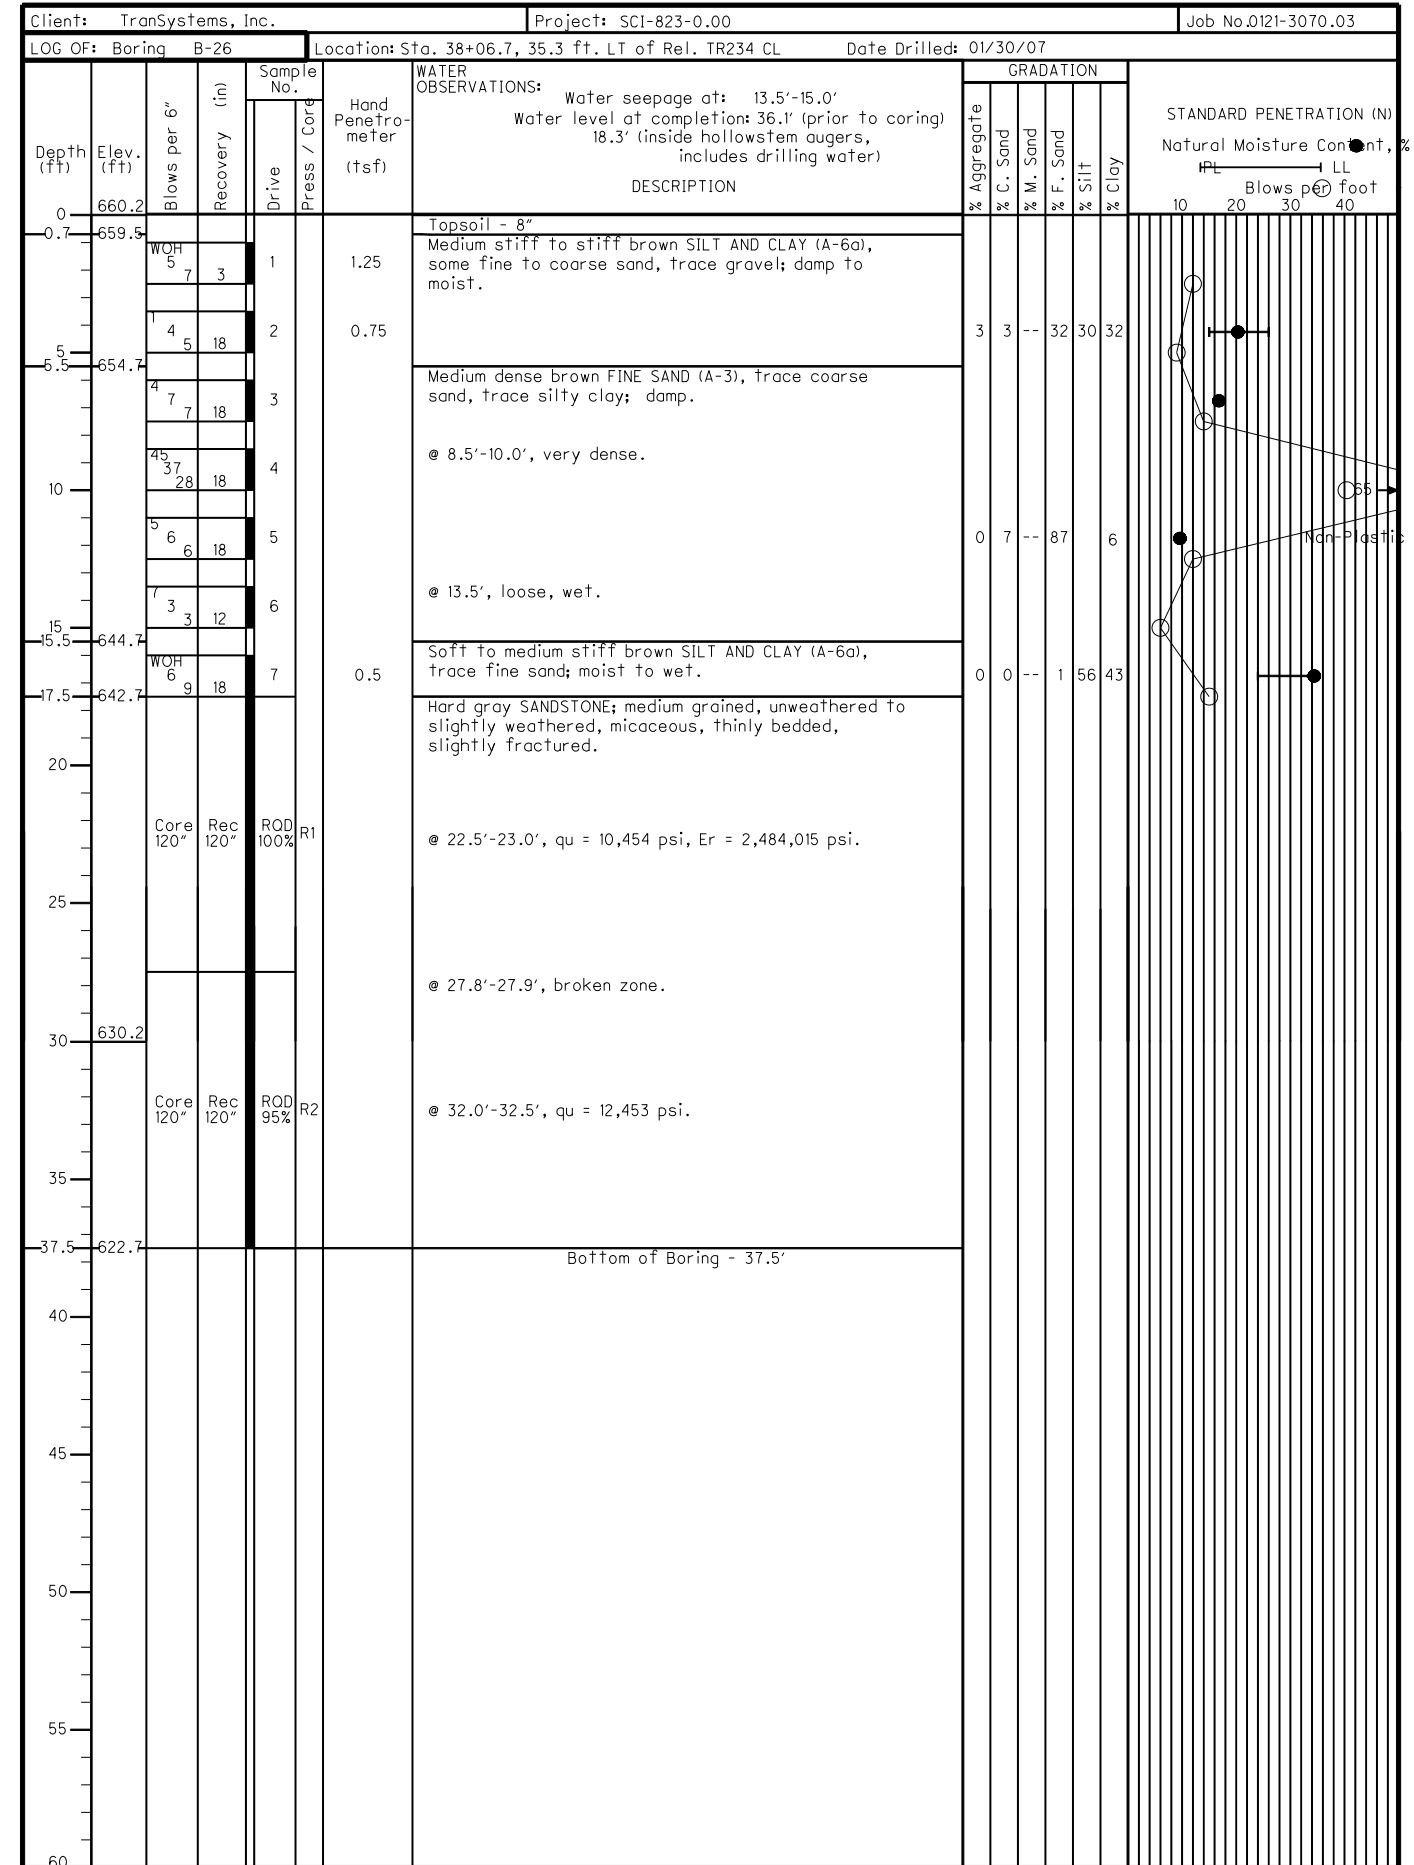 Client: TranSystems, Inc. Project: SCI-823-0.00 Job No.0121-3070.03
LOG OF: Boring B-26 Location: Sta. 38+06.7, 35.3 ft. LT of Rel. TR234 CL Date Drilled: 01/30/07
Depth (ft)
Elev. (ft)
Blows per 6″
Recovery (in)
Sample No.
Drive
Press / Core
Hand Penetro- meter (tsf)
WATER OBSERVATIONS:
Water seepage at: 13.5′-15.0′
Water level at completion: 36.1′ (prior to coring)
18.3′ (inside hollowstem augers,
includes drilling water)
DESCRIPTION
GRADATION
% Aggregate
% C. Sand
% M. Sand
% F. Sand
% Silt
% Clay
STANDARD PENETRATION (N)
Natural Moisture Content, %
PL LL
Blows per foot
10 20 30 40
0 660.2
Topsoil - 8″
0.7 659.5
Medium stiff to stiff brown SILT AND CLAY (A-6a),
some fine to coarse sand, trace gravel; damp to
moist.
WOH 5 7 3 1 1.25
1 4 5 18 2 0.75 3 3 -- 32 30 32
5
5.5 654.7
Medium dense brown FINE SAND (A-3), trace coarse
sand, trace silty clay; damp.
4 7 7 18 3
@ 8.5′-10.0′, very dense.
45 37 28 18 4
10 65
5 6 6 18 5 0 7 -- 87 6 Non-Plastic
@ 13.5′, loose, wet.
7 3 3 12 6
15
15.5 644.7
Soft to medium stiff brown SILT AND CLAY (A-6a),
trace fine sand; moist to wet.
WOH 6 9 18 7 0.5 0 0 -- 1 56 43
17.5 642.7
Hard gray SANDSTONE; medium grained, unweathered to
slightly weathered, micaceous, thinly bedded,
slightly fractured.
20
Core 120″ Rec 120″ RQD 100% R1
@ 22.5′-23.0′, qu = 10,454 psi, Er = 2,484,015 psi.
25
@ 27.8′-27.9′, broken zone.
30 630.2
Core 120″ Rec 120″ RQD 95% R2
@ 32.0′-32.5′, qu = 12,453 psi.
35
37.5 622.7
Bottom of Boring - 37.5′
40
45
50
55
60